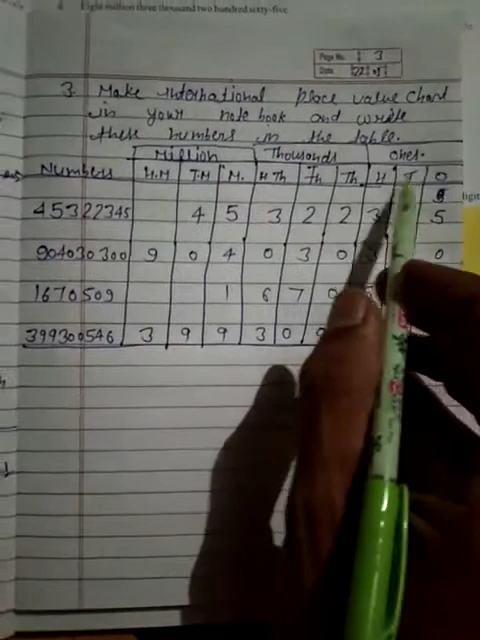 Eight million three thousand two hundred sixty-five
Page No. 3
Date
3. Make international place value chart
in your note book and write
these numbers in the table.
Million Thousands Ones.
Numbers H.M T.M M. H Th Th Th H T O
45322345 4 5 3 2 2 3 5
904030300 9 0 4 0 3 0 0
1670509 1 6 7 0
399300546 3 9 9 3 0